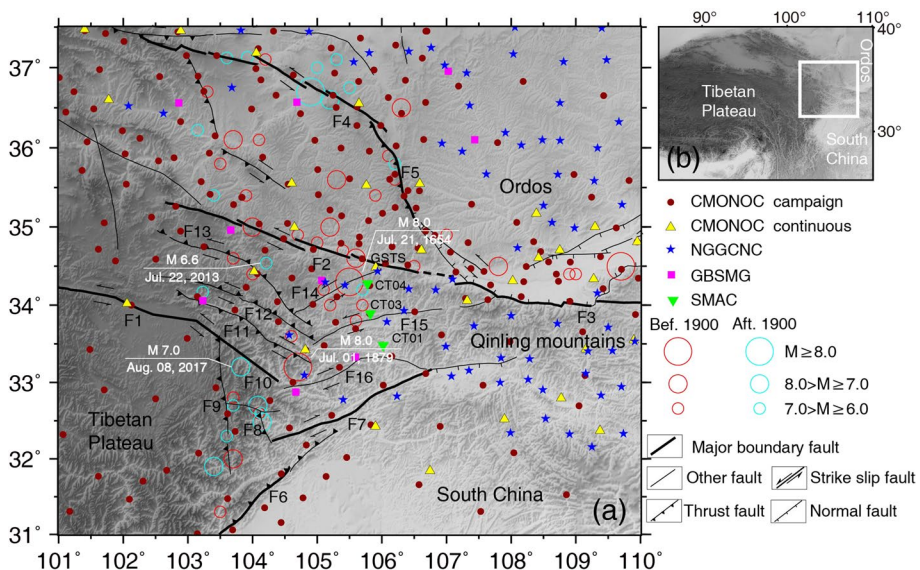 37°
36°
35°
34°
33°
32°
31°
101°
102°
103°
104°
105°
106°
107°
108°
109°
110°
F4
F5
Ordos
F13
M 8.0
Jul. 21, 1654
F2
GSTS
M 6.6
Jul. 22, 2013
F14
CT04
CT03
F1
F12
F15
F3
F11
Qinling mountains
M 8.0
CT01
Jul. 01, 1879
M 7.0
Aug. 08, 2017
F10
F16
F9
F8
F7
Tibetan
Plateau
F6
South China
(a)
90°
100°
110°
Ordos
Tibetan
Plateau
30°
South
China
(b)
CMONOC campaign
CMONOC continuous
NGGCNC
GBSMG
SMAC
Bef. 1900
Aft. 1900
M≥8.0
8.0>M≥7.0
7.0>M≥6.0
Major boundary fault
Other fault
Strike slip fault
Thrust fault
Normal fault